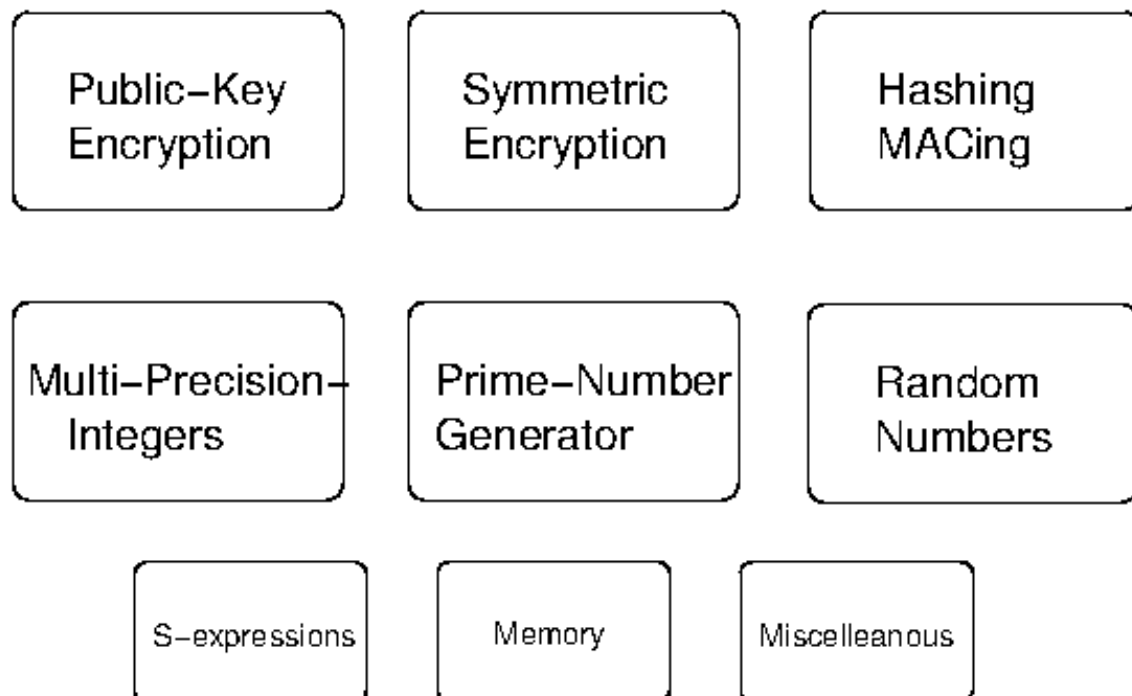 Public–Key
Encryption
Symmetric
Encryption
Hashing
MACing
Multi–Precision–
Integers
Prime–Number
Generator
Random
Numbers
S–expressions
Memory
Miscelleanous